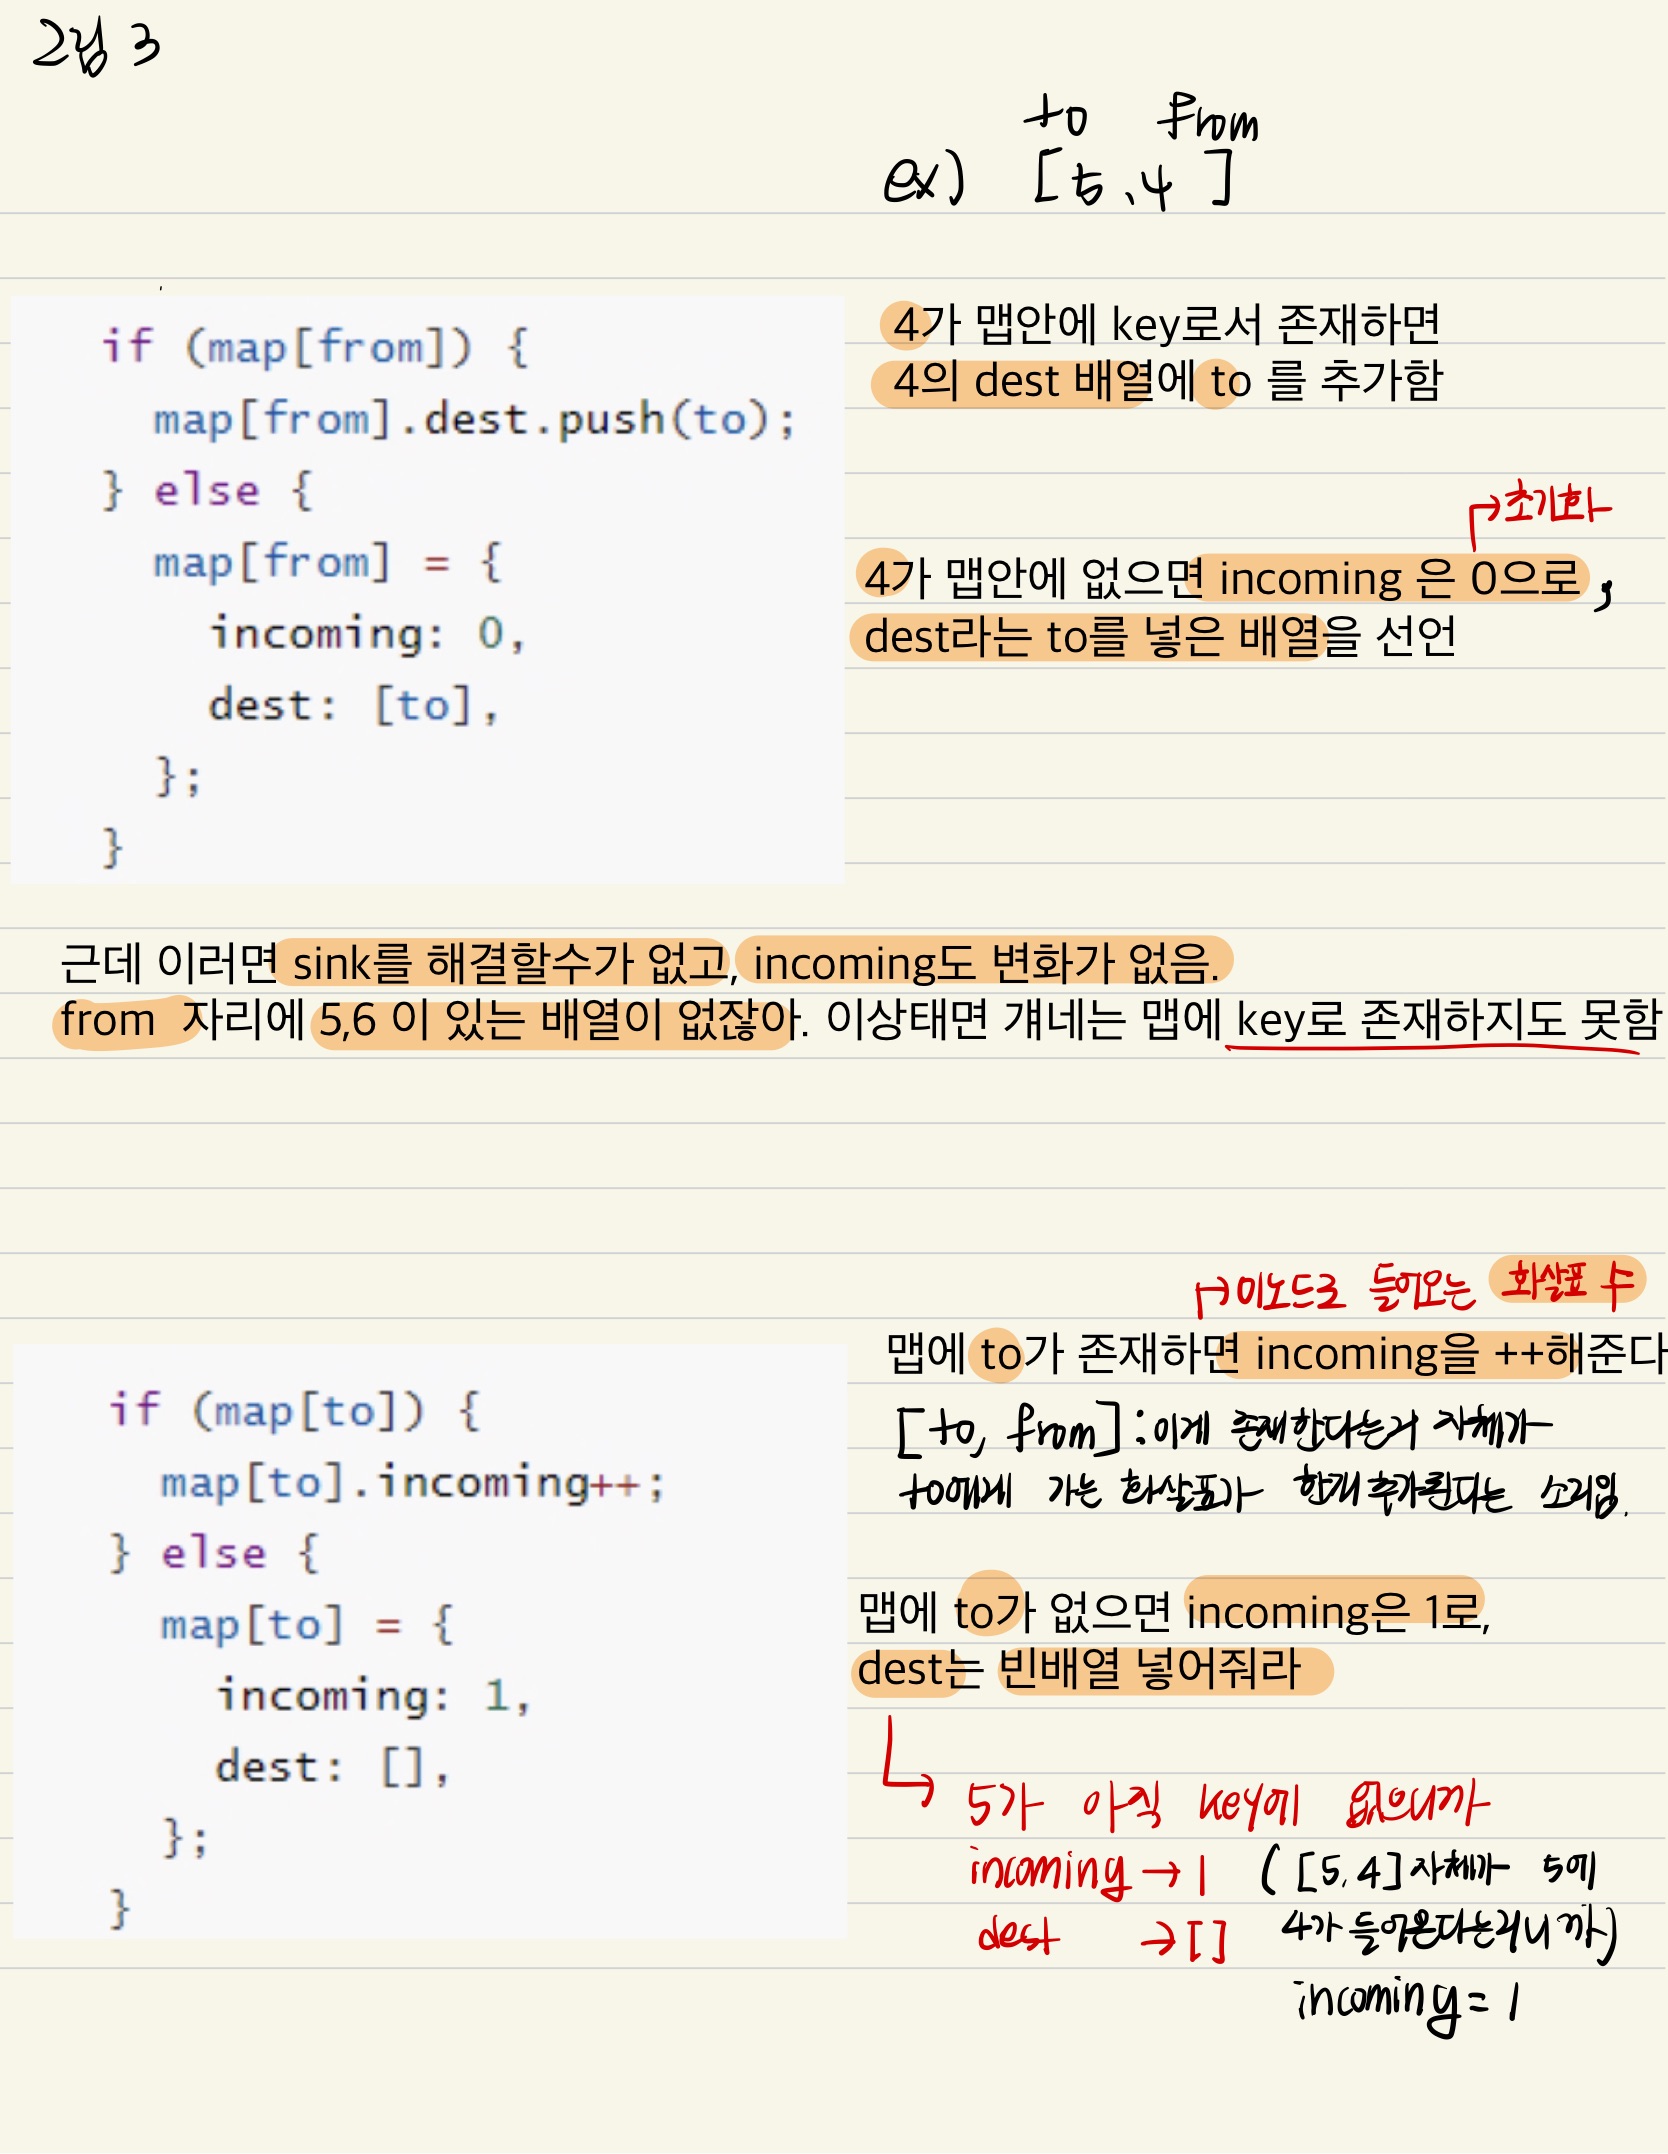 그림 3
to from
ex) [5,4]
if (map[from]) {
map[from].dest.push(to);
} else {
map[from] = {
incoming: 0,
dest: [to],
};
}
4가 맵안에 key로서 존재하면
4의 dest 배열에 to 를 추가함
→초기화
4가 맵안에 없으면 incoming 은 0으로,
dest라는 to를 넣은 배열을 선언
근데 이러면 sink를 해결할수가 없고, incoming도 변화가 없음.
from 자리에 5,6 이 있는 배열이 없잖아. 이상태면 걔네는 맵에 key로 존재하지도 못함
if (map[to]) {
map[to].incoming++;
} else {
map[to] = {
incoming: 1,
dest: [],
};
}
→이노드로 들어오는 화살표 수
맵에 to가 존재하면 incoming을 ++해준다
[to, from]:이게 존재한다는거 자체가
to에게 가는 화살표가 한개 추가된다는 소리임.
맵에 to가 없으면 incoming은 1로,
dest는 빈배열 넣어줘라
→ 5가 아직 key에 없으니까
incoming → 1 ( [5,4] 자체가 5에
dest → [] 4가 들어온다는거니까)
incoming = 1